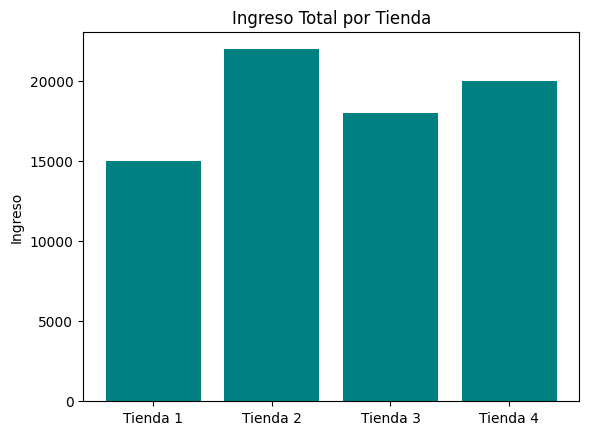 Ingreso Total por Tienda
Ingreso
20000
15000
10000
5000
0
Tienda 1 Tienda 2 Tienda 3 Tienda 4